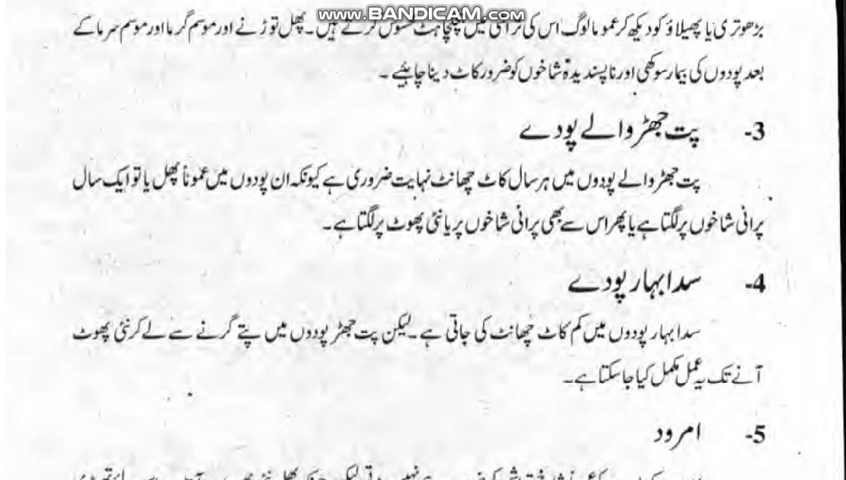 www.BANDICAM.com
بڑھوتری یا پھیلاؤ کو دیکھ کر عموما لوگ اس کی تراشی میں ہچکچاہٹ محسوس کرتے ہیں۔ پھل توڑنے اور موسم گرما اور موسم سرما کے
بعد پودوں کی بیمار سوکھی اور ناپسندیدہ شاخوں کو ضرور کاٹ دینا چاہیئے ۔
3- پت جھڑ والے پودے
پت جھڑ والے پودوں میں ہر سال کاٹ چھانٹ نہایت ضروری ہے کیونکہ ان پودوں میں عموماً پھل یا تو ایک سال
پرانی شاخوں پر لگتا ہے یا پھر اس سے بھی پرانی شاخوں پر یا نئی پھوٹ پر لگتا ہے۔
4- سدا بہار پودے
سدا بہار پودوں میں کم کاٹ چھانٹ کی جاتی ہے ۔ لیکن پت جھڑ پودوں میں پتے گرنے سے لے کر نئی پھوٹ
آنے تک یہ عمل مکمل کیا جا سکتا ہے۔
5- امرود